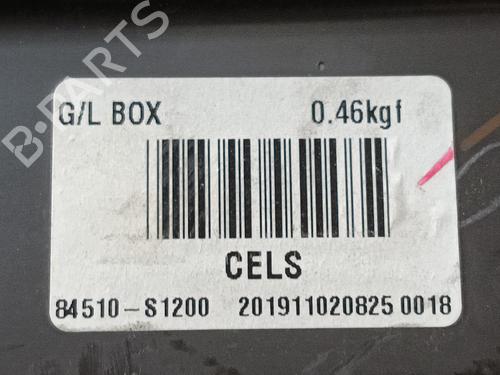 B-PARTS
G/L BOX 0.46kgf
CELS
84510-S1200 201911020825 0018